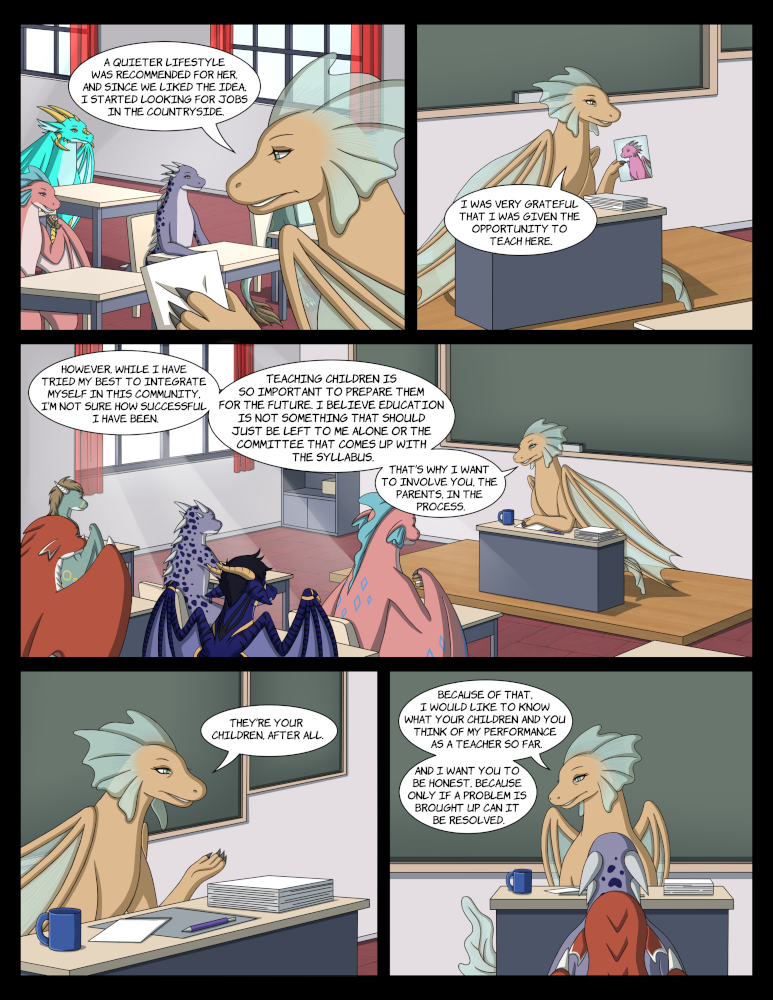 A QUIETER LIFESTYLE
WAS RECOMMENDED FOR HER,
AND SINCE WE LIKED THE IDEA,
I STARTED LOOKING FOR JOBS
IN THE COUNTRYSIDE.
I WAS VERY GRATEFUL
THAT I WAS GIVEN THE
OPPORTUNITY TO
TEACH HERE.
HOWEVER, WHILE I HAVE
TRIED MY BEST TO INTEGRATE
MYSELF IN THIS COMMUNITY,
I'M NOT SURE HOW SUCCESSFUL
I HAVE BEEN.
TEACHING CHILDREN IS
SO IMPORTANT TO PREPARE THEM
FOR THE FUTURE. I BELIEVE EDUCATION
IS NOT SOMETHING THAT SHOULD
JUST BE LEFT TO ME ALONE OR THE
COMMITTEE THAT COMES UP WITH
THE SYLLABUS.
THAT'S WHY I WANT
TO INVOLVE YOU, THE
PARENTS, IN THE
PROCESS.
THEY'RE YOUR
CHILDREN, AFTER ALL.
BECAUSE OF THAT,
I WOULD LIKE TO KNOW
WHAT YOUR CHILDREN AND YOU
THINK OF MY PERFORMANCE
AS A TEACHER SO FAR.
AND I WANT YOU TO
BE HONEST, BECAUSE
ONLY IF A PROBLEM IS
BROUGHT UP CAN IT
BE RESOLVED.